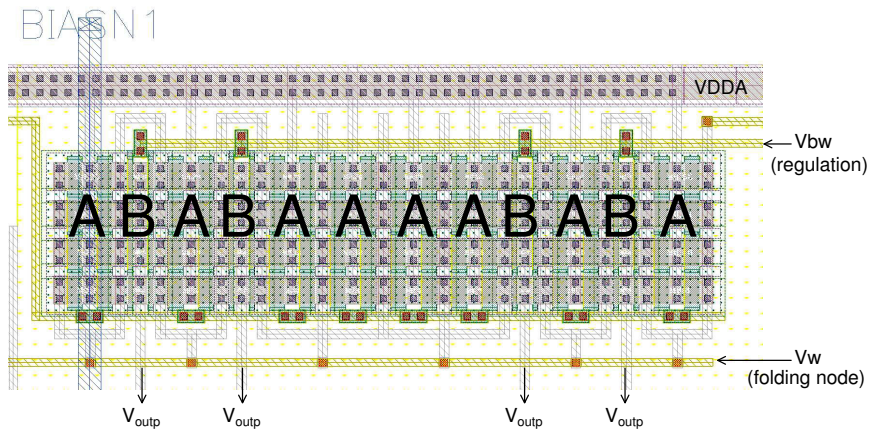 BIASN1
VDDA
Vbw
(regulation)
A B A B A A A A B A B A
Vw
(folding node)
Voutp Voutp Voutp Voutp